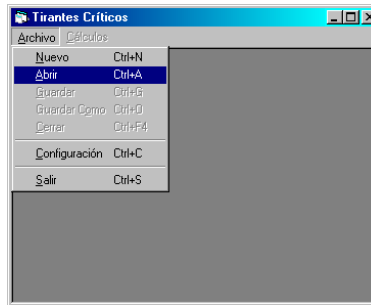 Tirantes Críticos
Archivo Cálculos
Nuevo Ctrl+N
Abrir Ctrl+A
Guardar Ctrl+G
Guardar Como Ctrl+O
Cerrar Ctrl+F4
Configuración Ctrl+C
Salir Ctrl+S